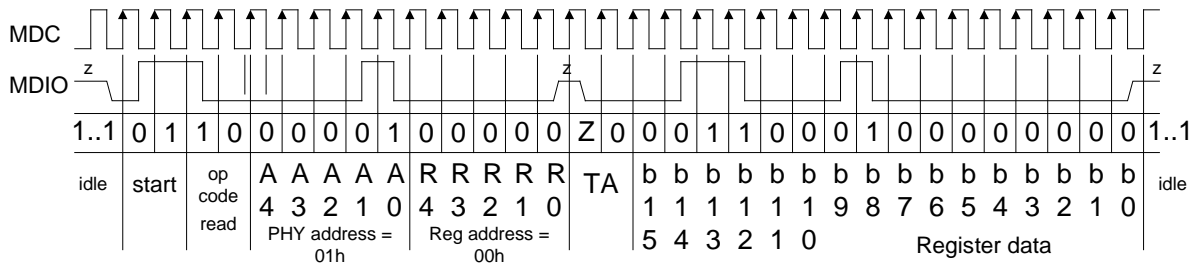 MDC
z z z
MDIO
1..1 0 1 1 0 0 0 0 0 1 0 0 0 0 0 Z 0 0 0 1 1 0 0 0 1 0 0 0 0 0 0 0 0 1..1
idle start op A A A A A R R R R R TA b b b b b b b b b b b b b b b b idle
code 4 3 2 1 0 4 3 2 1 0 1 1 1 1 1 1 9 8 7 6 5 4 3 2 1 0
read PHY address = Reg address = 5 4 3 2 1 0 Register data
01h 00h